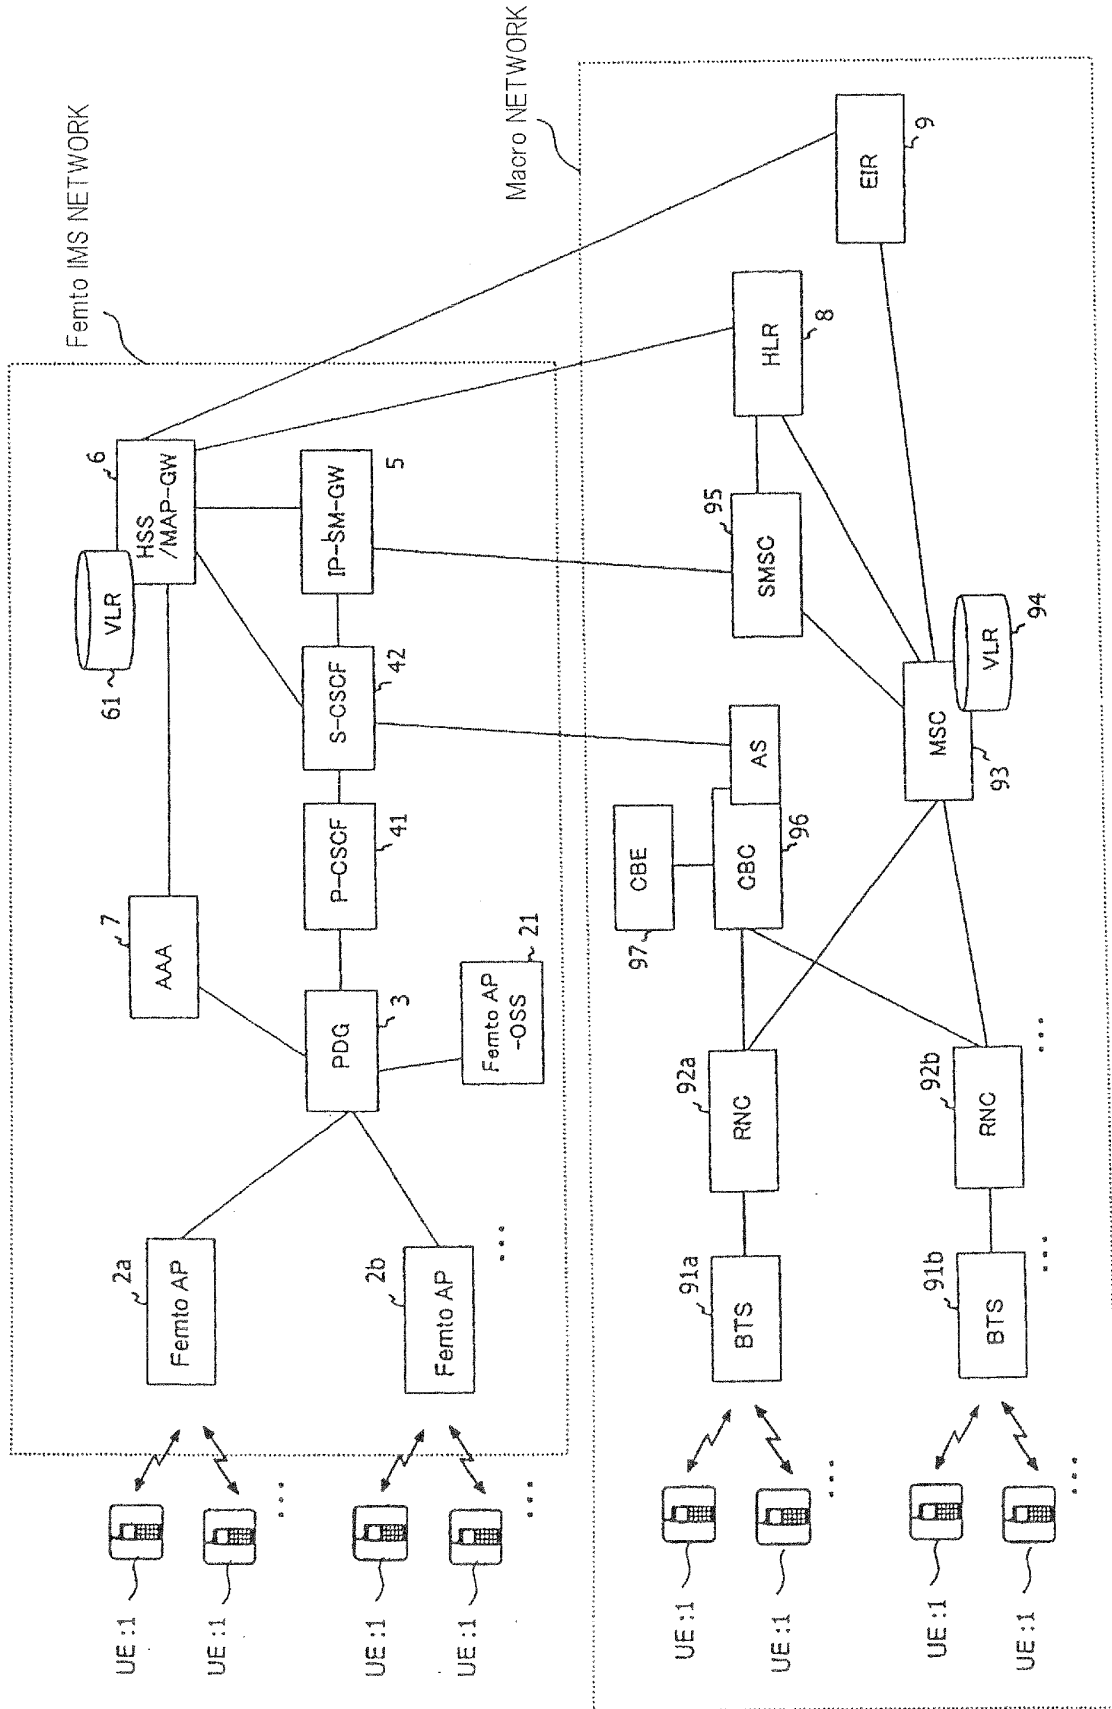 Femto IMS NETWORK
6
HSS
/MAP-GW
VLR
61
7
AAA
IP-SM-GW
5
S-CSCF
42
P-CSCF
41
PDG
3
Femto AP
-OSS
21
2a
Femto AP
2b
Femto AP
...
UE:1
UE:1
...
UE:1
UE:1
...
Macro NETWORK
EIR
9
HLR
8
95
SMSC
MSC
93
VLR
94
AS
CBE
97
CBC
96
92a
RNC
92b
RNC
...
91a
BTS
91b
BTS
...
UE:1
UE:1
...
UE:1
UE:1
...